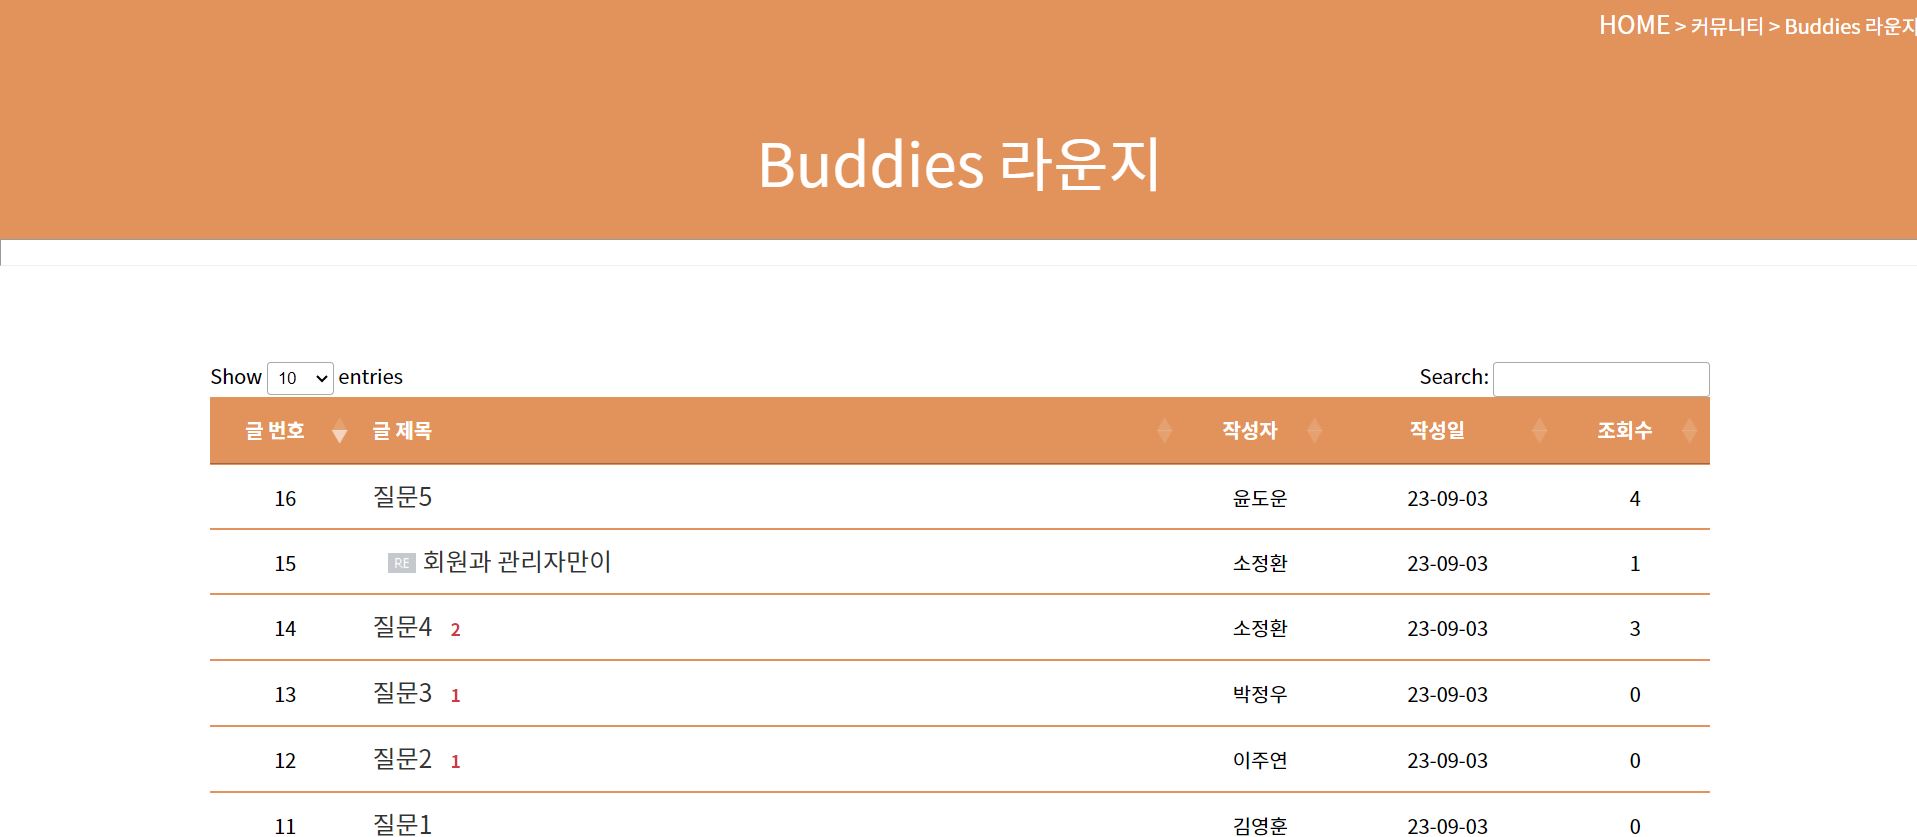 HOME > 커뮤니티 > Buddies 라운지
Buddies 라운지
Show 10 entries
Search:
글 번호 글 제목 작성자 작성일 조회수
16 질문5 윤도운 23-09-03 4
15 RE 회원과 관리자만이 소정환 23-09-03 1
14 질문4 2 소정환 23-09-03 3
13 질문3 1 박정우 23-09-03 0
12 질문2 1 이주연 23-09-03 0
11 질문1 김영훈 23-09-03 0